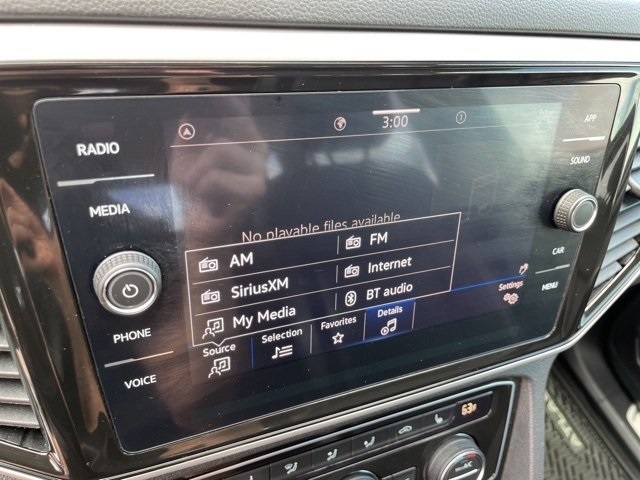 RADIO
MEDIA
PHONE
VOICE
3:00
No playable files available
AM
FM
SiriusXM
Internet
My Media
BT audio
Source
Selection
Favorites
Details
Settings
APP
SOUND
CAR
MENU
63°
A/C